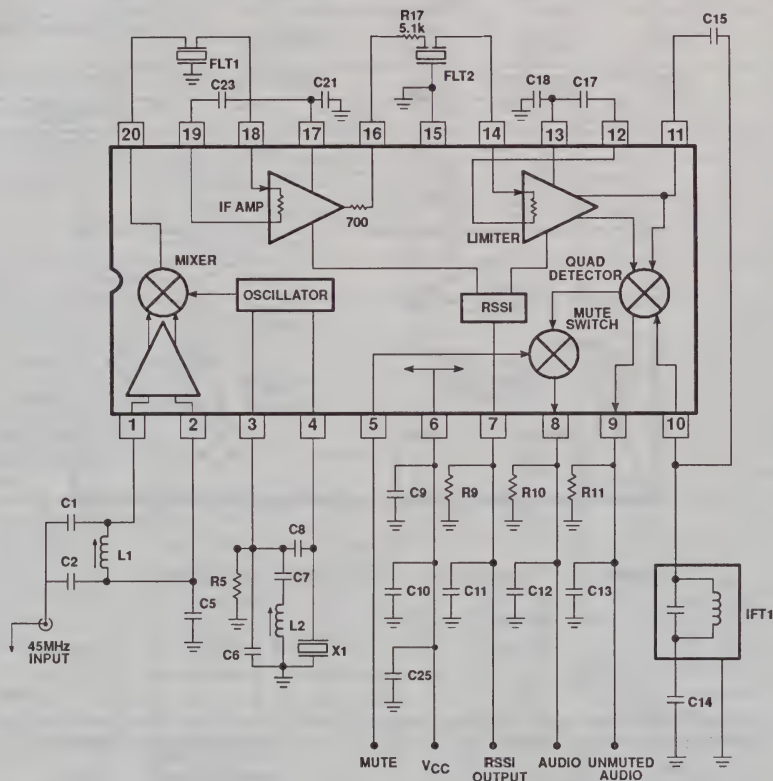 R17
5.1k
C15
FLT1
FLT2
C23
C21
C18
C17
20
19
18
17
16
15
14
13
12
11
IF AMP
700
LIMITER
MIXER
OSCILLATOR
RSSI
QUAD
DETECTOR
MUTE
SWITCH
1
2
3
4
5
6
7
8
9
10
C1
C2
L1
C5
45MHz
INPUT
R5
C6
C8
C7
L2
X1
C9
R9
R10
R11
C10
C11
C12
C13
C25
IFT1
C14
MUTE
VCC
RSSI
OUTPUT
AUDIO
UNMUTED
AUDIO